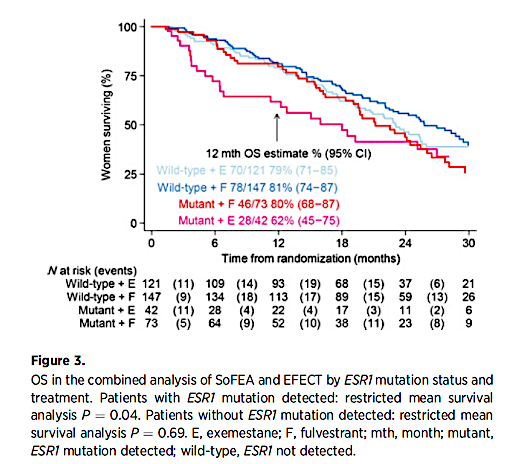 100
75
50
25
0
Women surviving (%)
12 mth OS estimate % (95% CI)
Wild-type + E 70/121 79% (71–85)
Wild-type + F 78/147 81% (74–87)
Mutant + F 46/73 80% (68–87)
Mutant + E 28/42 62% (45–75)
0 6 12 18 24 30
Time from randomization (months)
N at risk (events)
Wild-type + E 121 (11) 109 (14) 93 (19) 68 (15) 37 (6) 21
Wild-type + F 147 (9) 134 (18) 113 (17) 89 (15) 59 (13) 26
Mutant + E 42 (11) 28 (4) 22 (4) 17 (3) 11 (2) 6
Mutant + F 73 (5) 64 (9) 52 (10) 38 (11) 23 (8) 9
Figure 3.
OS in the combined analysis of SoFEA and EFECT by ESR1 mutation status and
treatment. Patients with ESR1 mutation detected: restricted mean survival
analysis P = 0.04. Patients without ESR1 mutation detected: restricted mean
survival analysis P = 0.69. E, exemestane; F, fulvestrant; mth, month; mutant,
ESR1 mutation detected; wild-type, ESR1 not detected.